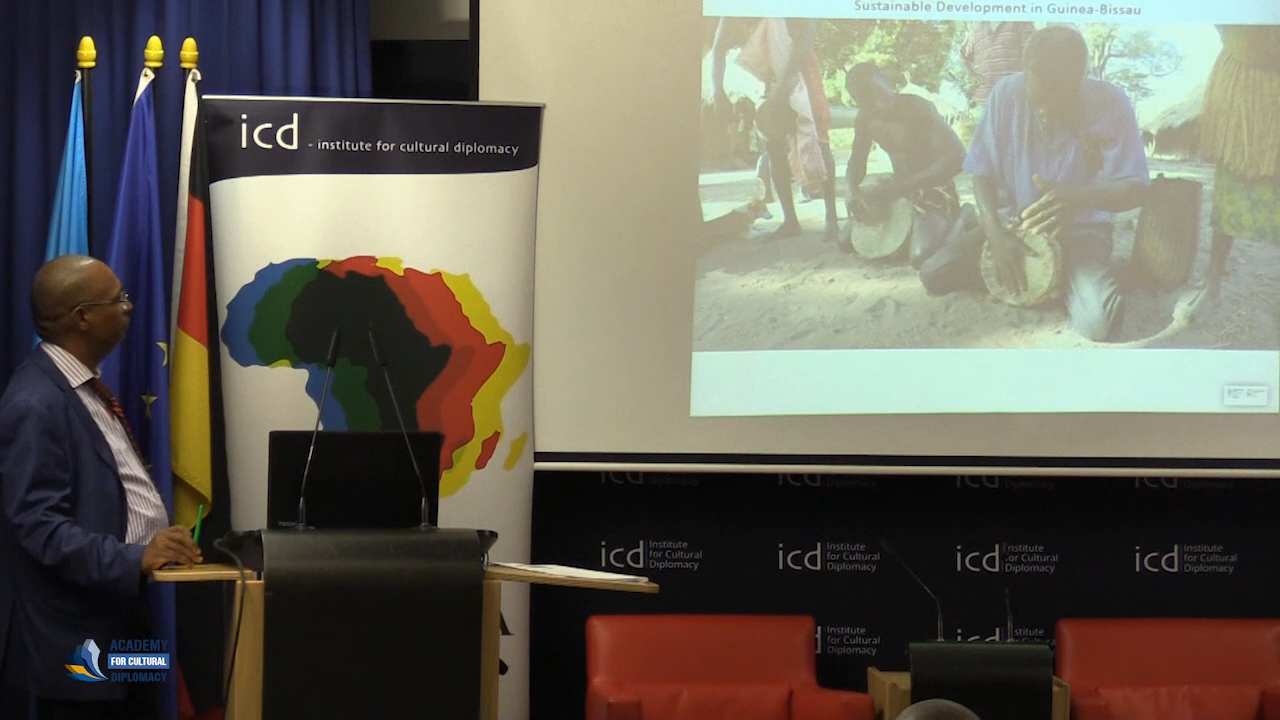 Sustainable Development in Guinea-Bissau
icd - institute for cultural diplomacy
icd Institute
for Cultural
Diplomacy
icd Institute
for Cultural
Diplomacy
icd Institute
for Cultural
Diplomacy
icd Institute
for Cultural
Diplomacy
Institute
for Cultural
Diplomacy
ACADEMY
FOR CULTURAL
DIPLOMACY